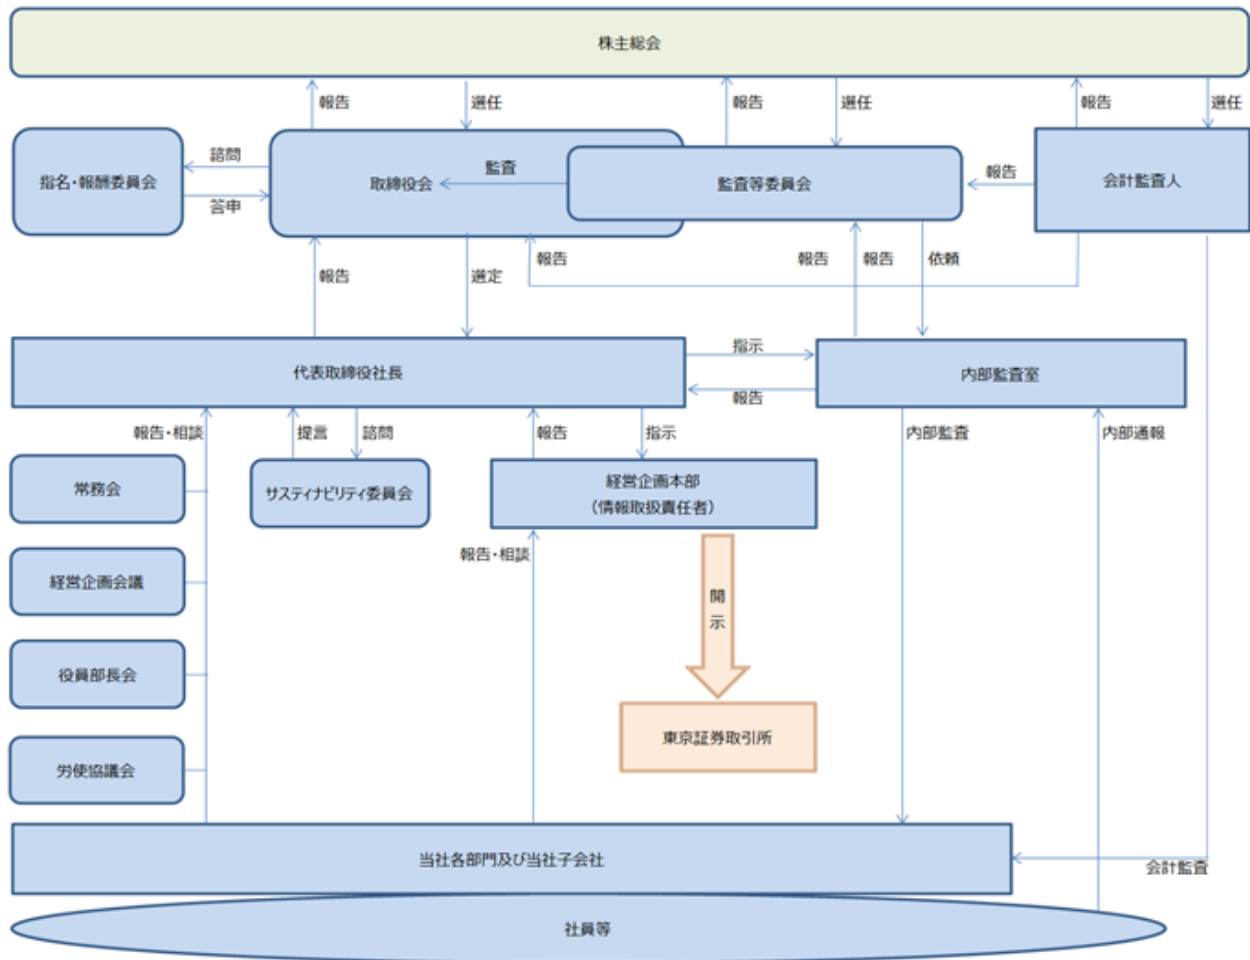 株主総会
報告
選任
報告
選任
報告
選任
指名・報酬委員会
諮問
答申
取締役会
監査
監査等委員会
報告
会計監査人
報告
選定
報告
報告
報告
依頼
代表取締役社長
指示
報告
内部監査室
報告・相談
提言
諮問
報告
指示
内部監査
内部通報
常務会
サスティナビリティ委員会
経営企画本部
（情報取扱責任者）
報告・相談
経営企画会議
開
示
役員部長会
東京証券取引所
労使協議会
当社各部門及び当社子会社
会計監査
社員等